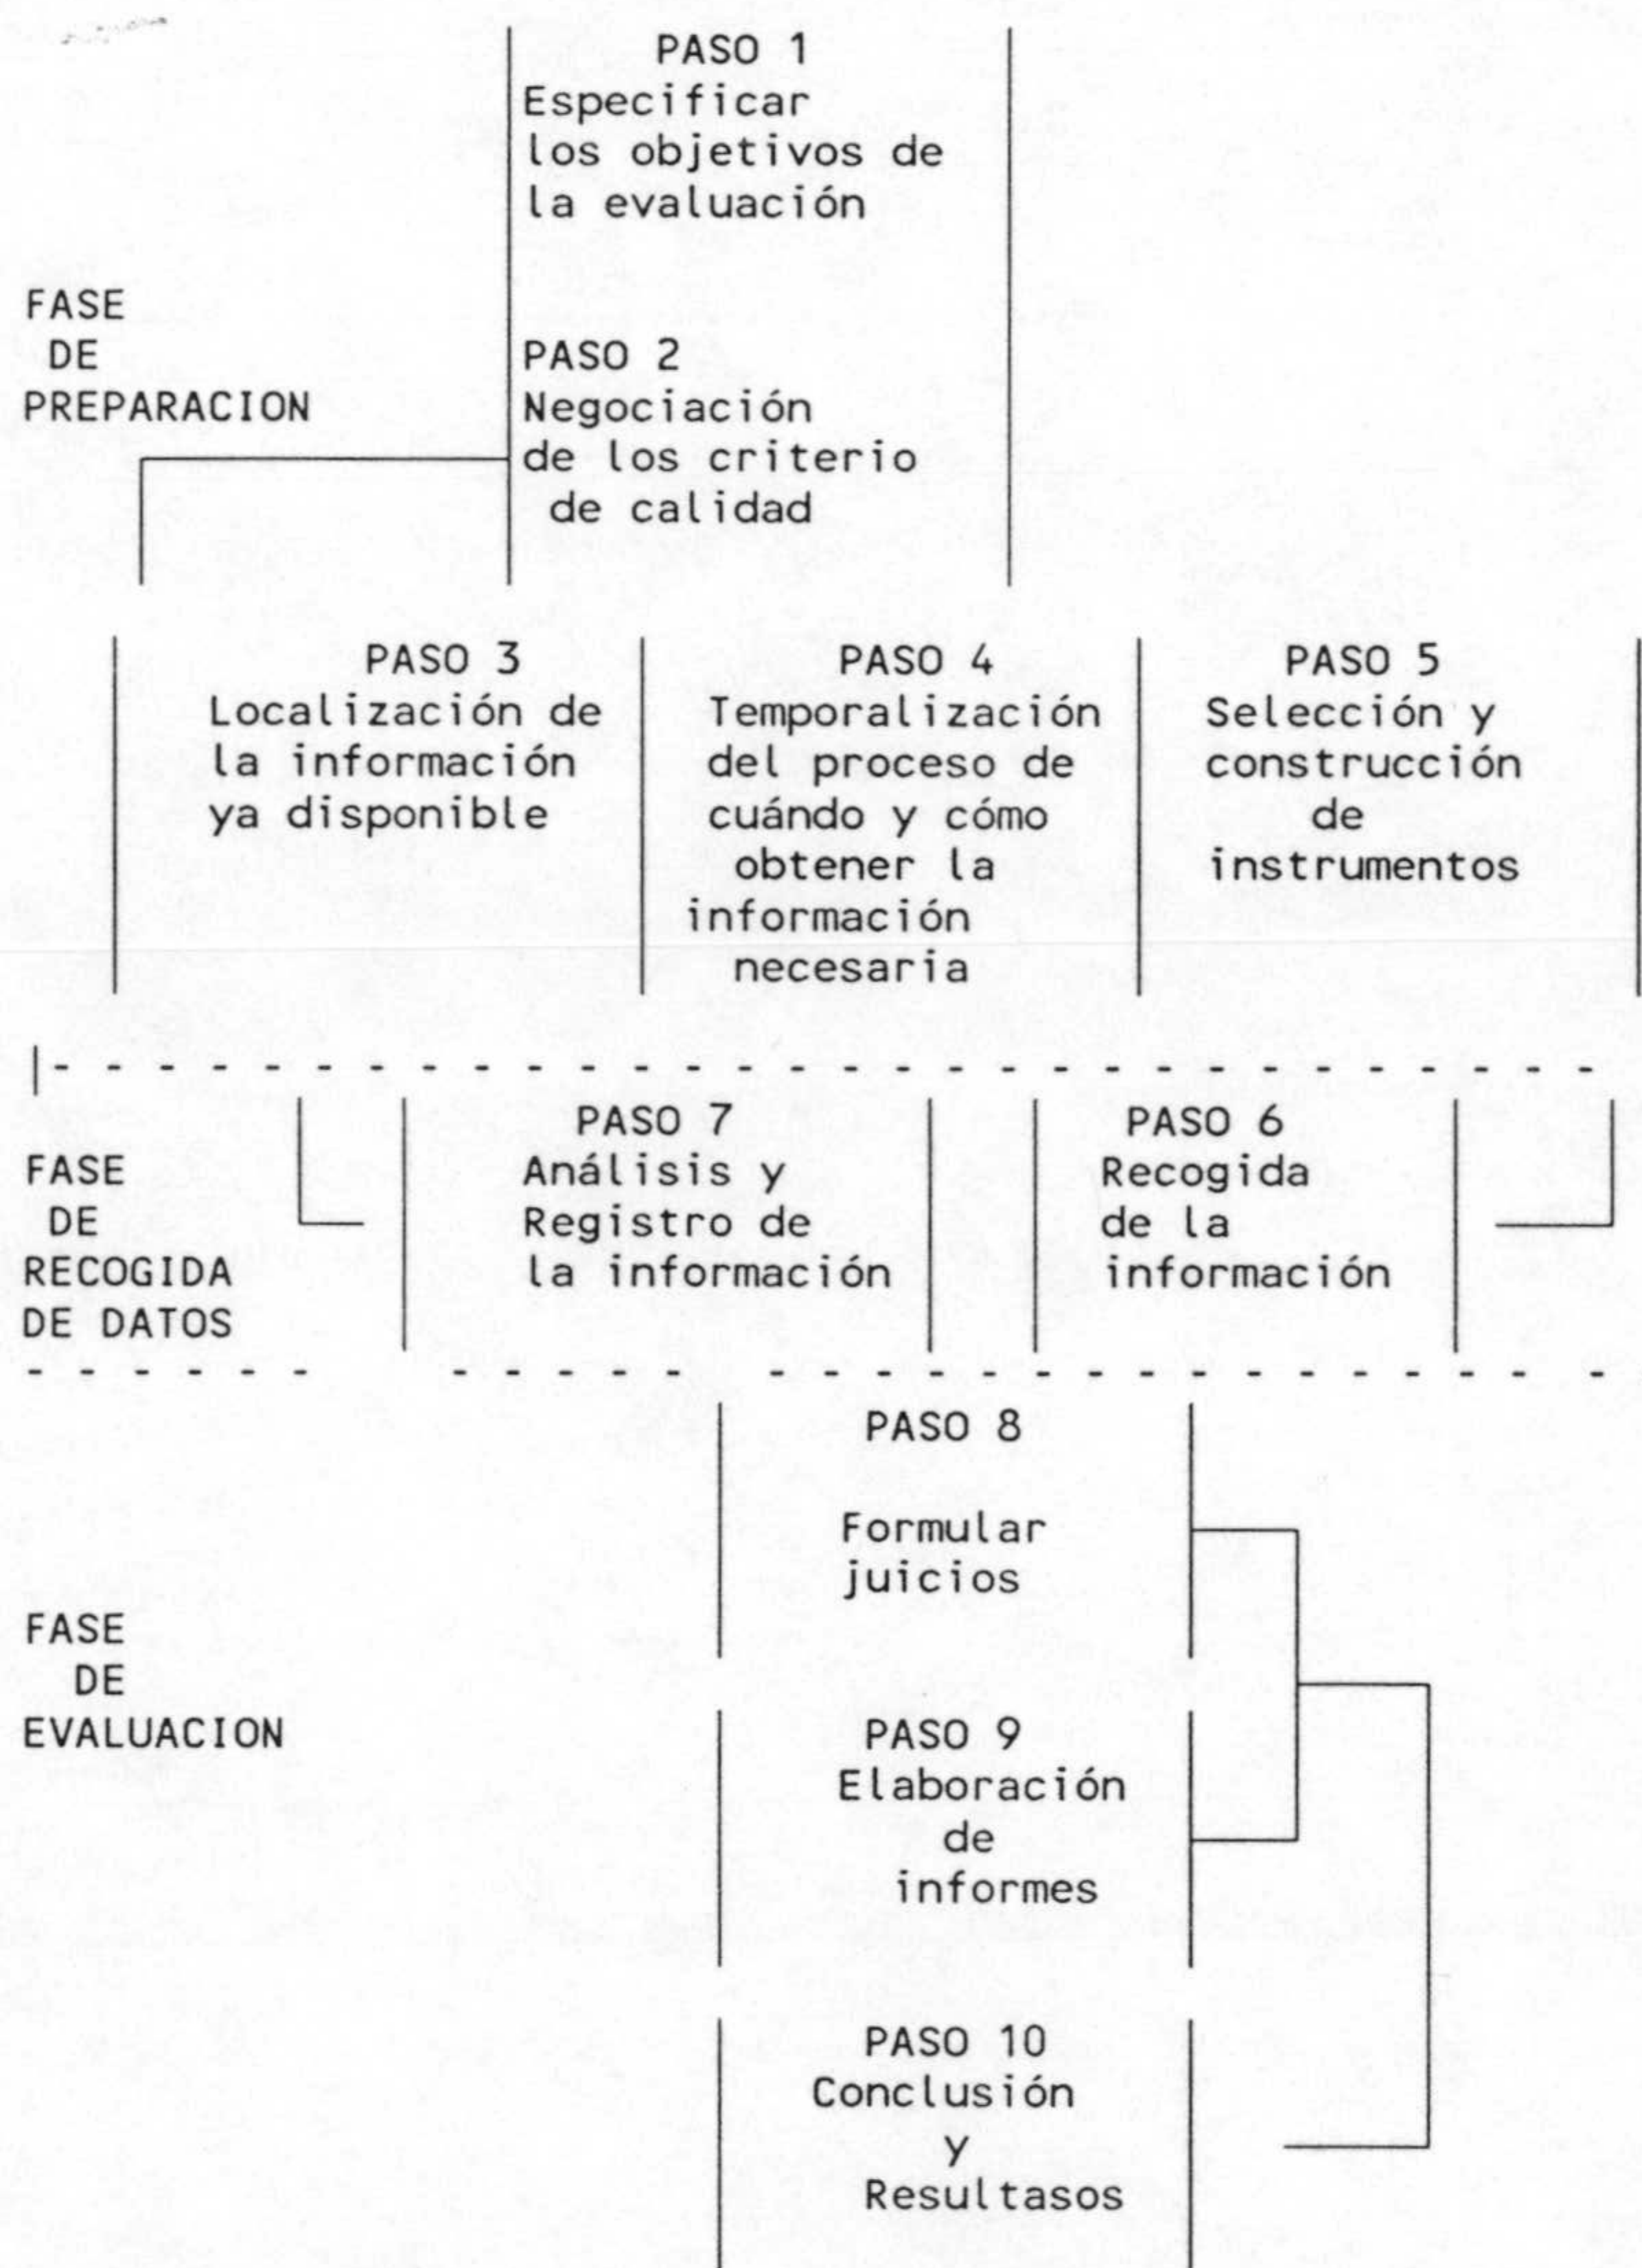 PASO 1
Especificar
los objetivos de
la evaluación
FASE
DE
PREPARACION
PASO 2
Negociación
de los criterio
de calidad
PASO 3
Localización de
la información
ya disponible
PASO 4
Temporalización
del proceso de
cuándo y cómo
obtener la
información
necesaria
PASO 5
Selección y
construcción
de
instrumentos
FASE
DE
RECOGIDA
DE DATOS
PASO 7
Análisis y
Registro de
la información
PASO 6
Recogida
de la
información
FASE
DE
EVALUACION
PASO 8
Formular
juicios
PASO 9
Elaboración
de
informes
PASO 10
Conclusión
y
Resultasos